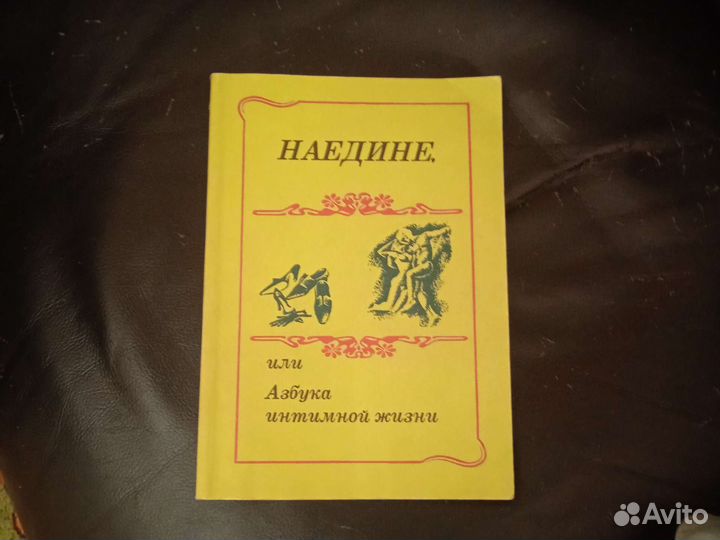 НАЕДИНЕ,
или
Азбука
интимной жизни
Avito